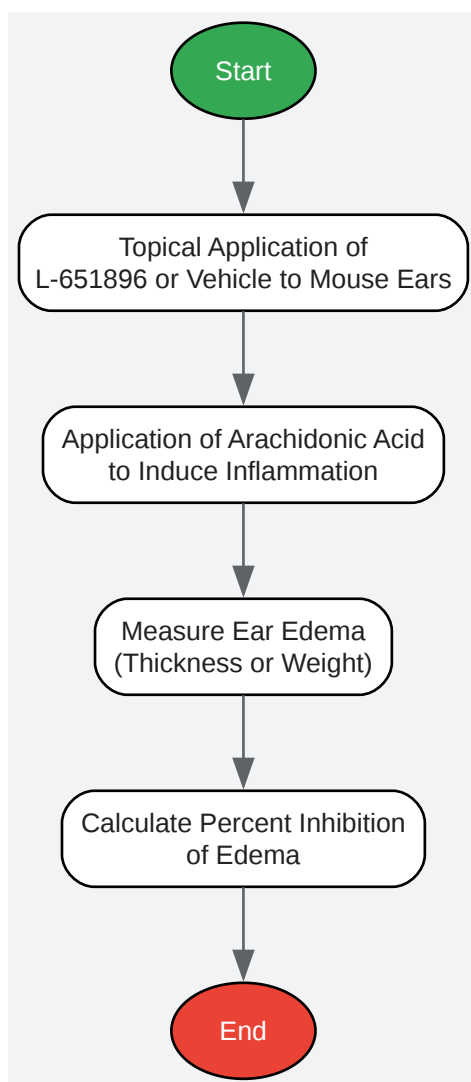 Start
Topical Application of
L-651896 or Vehicle to Mouse Ears
Application of Arachidonic Acid
to Induce Inflammation
Measure Ear Edema
(Thickness or Weight)
Calculate Percent Inhibition
of Edema
End